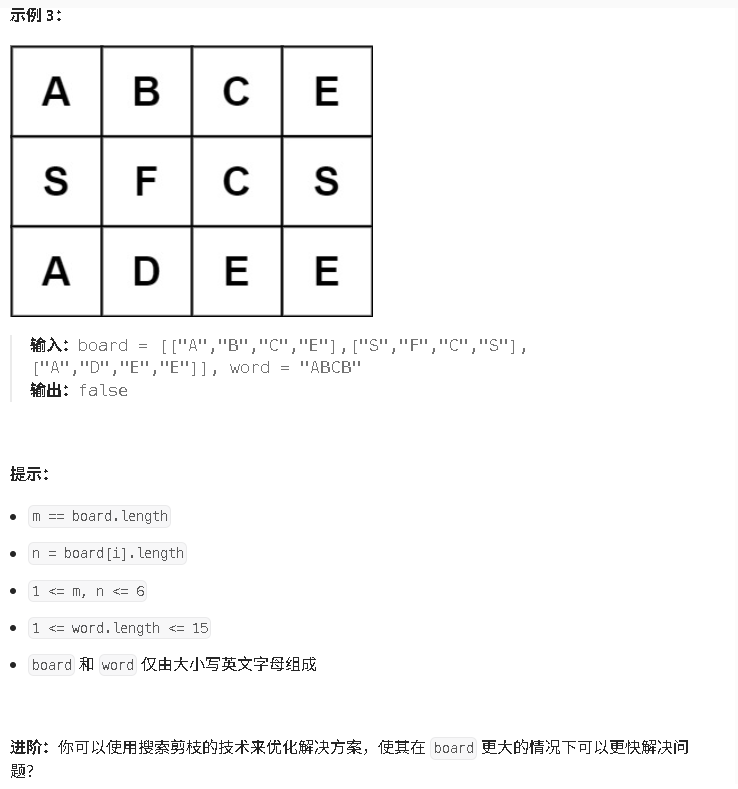 示例 3：
A B C E
S F C S
A D E E
输入：board = [["A","B","C","E"],["S","F","C","S"],
["A","D","E","E"]], word = "ABCB"
输出：false
提示：
m == board.length
n = board[i].length
1 <= m, n <= 6
1 <= word.length <= 15
board 和 word 仅由大小写英文字母组成
进阶：你可以使用搜索剪枝的技术来优化解决方案，使其在 board 更大的情况下可以更快解决问
题？